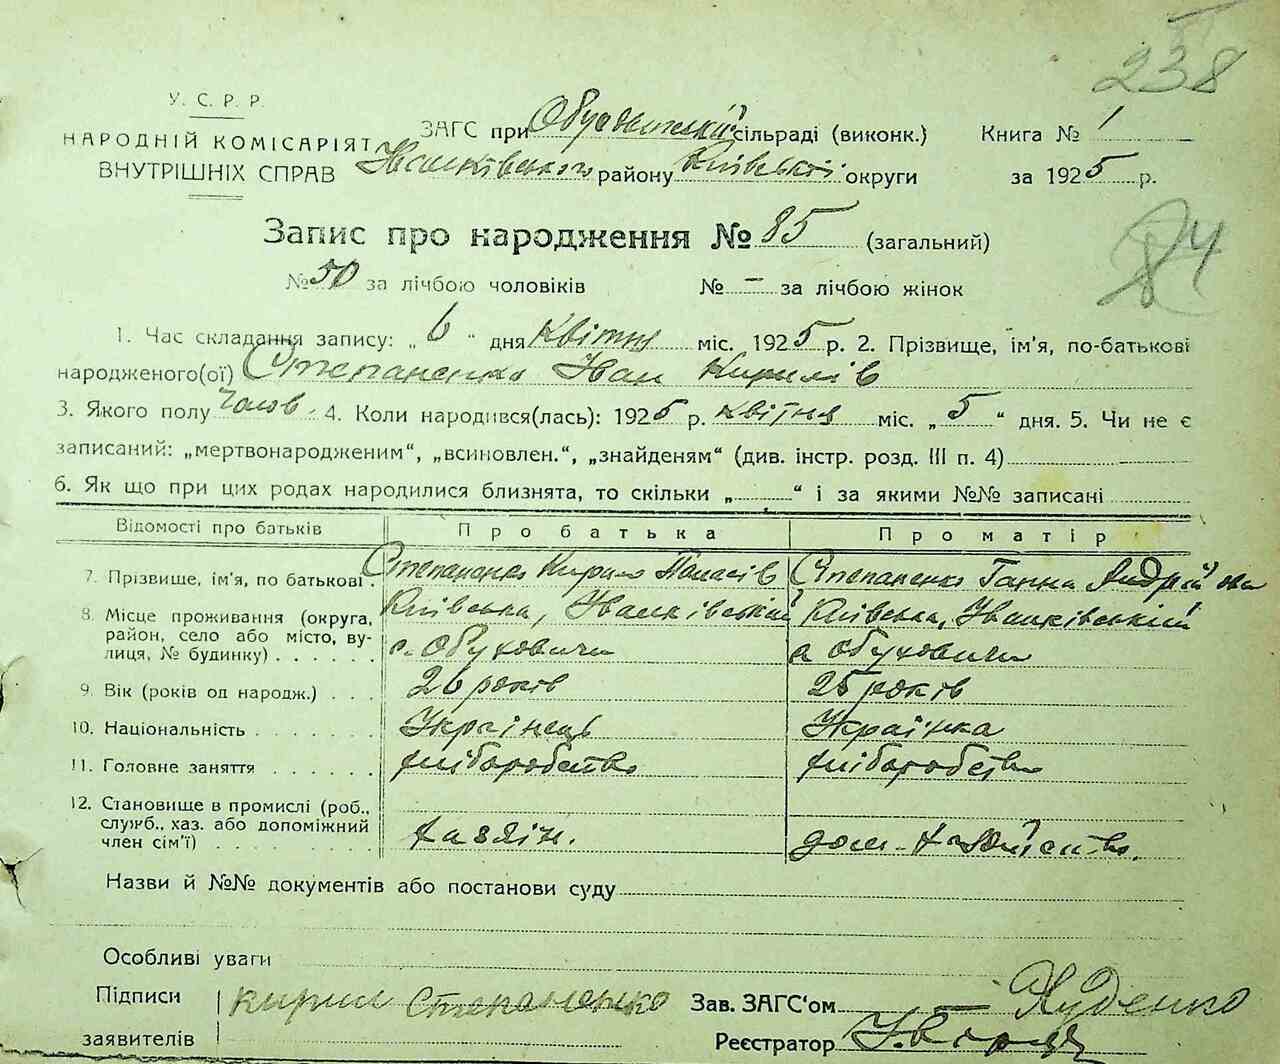 238
У. С. Р. Р.
НАРОДНІЙ КОМІСАРІЯТ
ВНУТРІШНІХ СПРАВ
ЗАГС при сільраді (виконк.) Книга № 1
Іванківського району Київської округи за 1925 р.
Запис про народження № 85 (загальний)
84
№ 50 за лічбою чоловіків № — за лічбою жінок
1. Час складання запису: „ 6 “ дня квітня міс. 1925 р. 2. Прізвище, ім'я, по-батькові
народженого(ої) Степаненко Іван Кирилів
3. Якого полу чолов. 4. Коли народився(лась): 1925 р. квітня міс. „ 5 “ дня. 5. Чи не є
записаний: „мертвонародженим“, „всиновлен.“, „знайденям“ (див. інстр. розд. III п. 4)
6. Як що при цих родах народилися близнята, то скільки „ “ і за якими №№ записані
Відомості про батьків Про батька Про матір
7. Прізвище, ім'я, по батькові. Степаненко Кирило Панасів Степаненко Ганна Андрійова
8. Місце проживання (округа, Київська, Іванківський Київська, Іванківський
район, село або місто, ву-
лиця, № будинку) . . . . . . с. Обуховичи с Обуховичи
9. Вік (років од народж.) . . . 26 років 25 років
10. Національність . . . . . . . Українець Українка
11. Головне заняття . . . . . . хліборобство хліборобство
12. Становище в промислі (роб.,
служб., хаз. або допоміжний
член сім'ї) . . . . . . . . . хазяїн. дом.
Назви й №№ документів або постанови суду
Особливі уваги
Підписи Кирил Степаненко Зав. ЗАГС'ом
заявителів Реєстратор